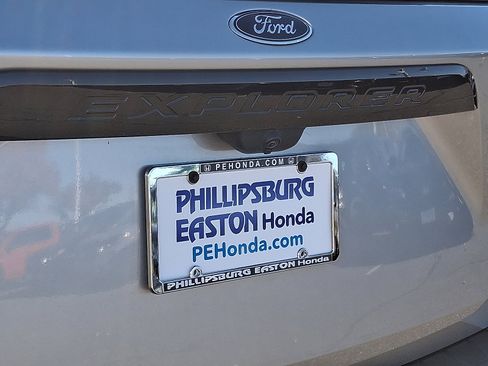 Ford
EXPLORER
PEHONDA.COM
PHILLIPSBURG
EASTON Honda
PEHonda.com
PHILLIPSBURG EASTON Honda